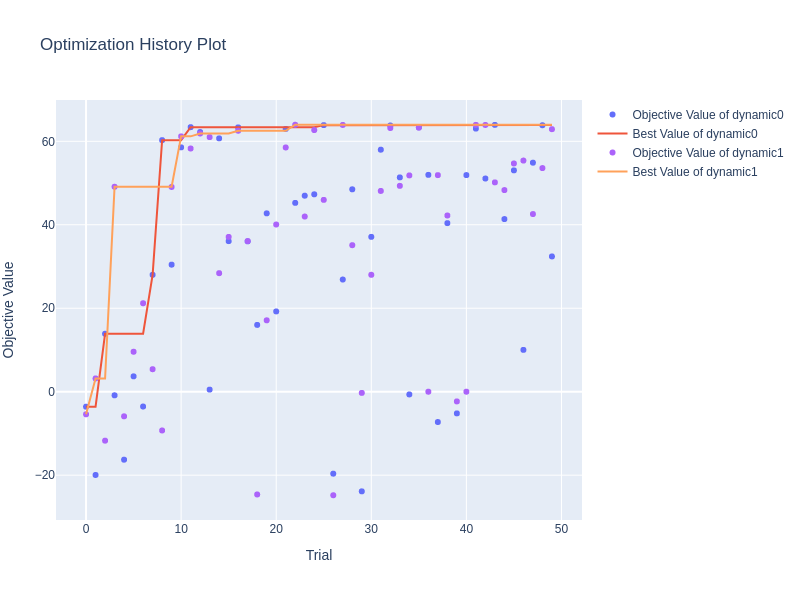 Optimization History Plot
Objective Value of dynamic0
Best Value of dynamic0
Objective Value of dynamic1
Best Value of dynamic1
60
40
20
0
−20
Objective Value
0 10 20 30 40 50
Trial